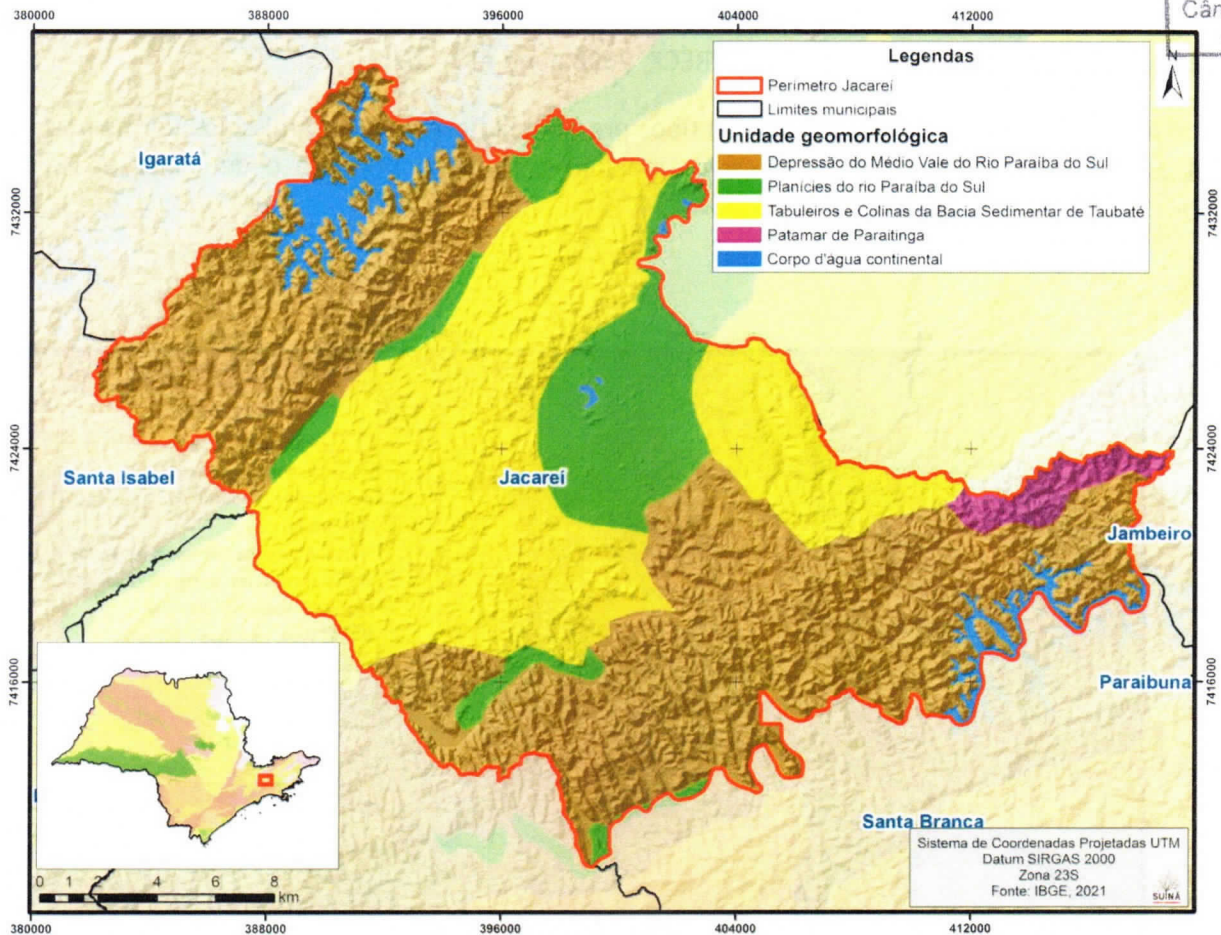 380000 388000 396000 404000 412000
N
Legendas
Perimetro Jacareí
Limites municipais
Unidade geomorfológica
Depressão do Médio Vale do Rio Paraíba do Sul
Planícies do rio Paraíba do Sul
Tabuleiros e Colinas da Bacia Sedimentar de Taubaté
Patamar de Paraitinga
Corpo d'água continental
Igaratá
7432000 7432000
7424000 7424000
Santa Isabel
Jacareí
Jambeiro
7416000 7416000
Paraibuna
Santa Branca
Sistema de Coordenadas Projetadas UTM
Datum SIRGAS 2000
Zona 23S
Fonte: IBGE, 2021
SUINÃ
0 1 2 4 6 8
km
380000 388000 396000 404000 412000